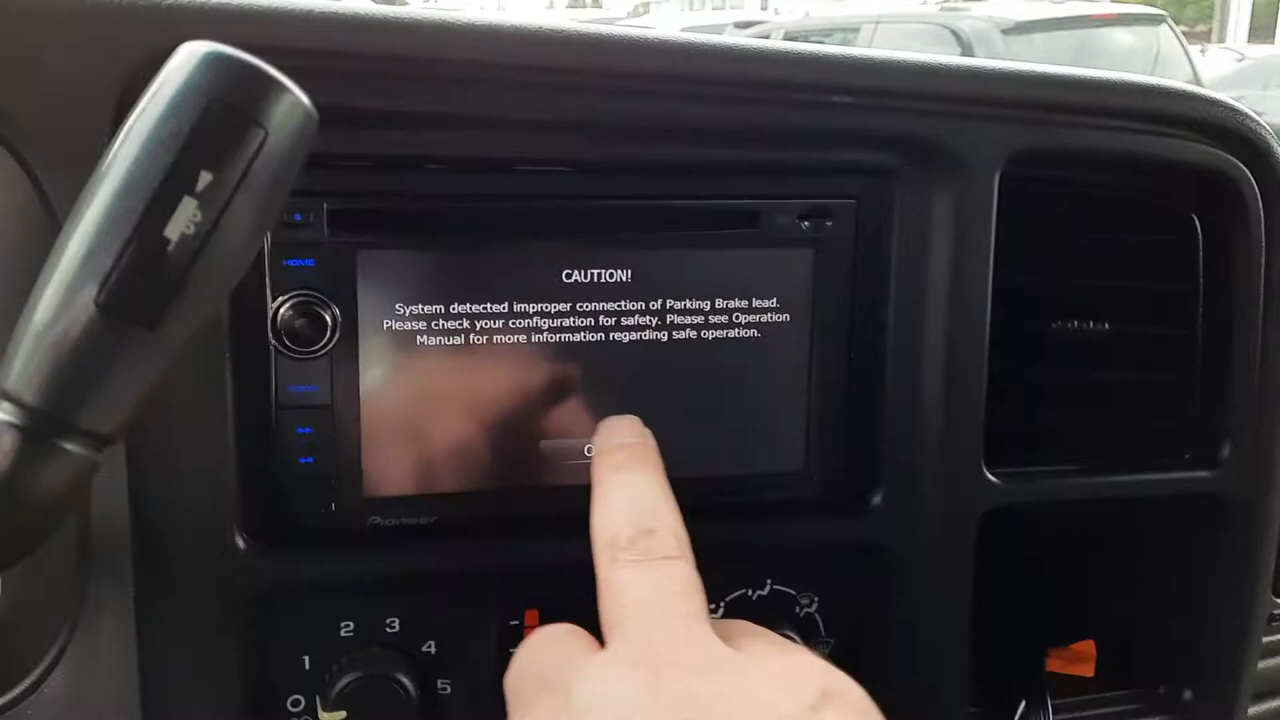 HOME
CAUTION!
System detected improper connection of Parking Brake lead.
Please check your configuration for safety. Please see Operation
Manual for more information regarding safe operation.
MODE
O
Pioneer
1
2
3
4
5